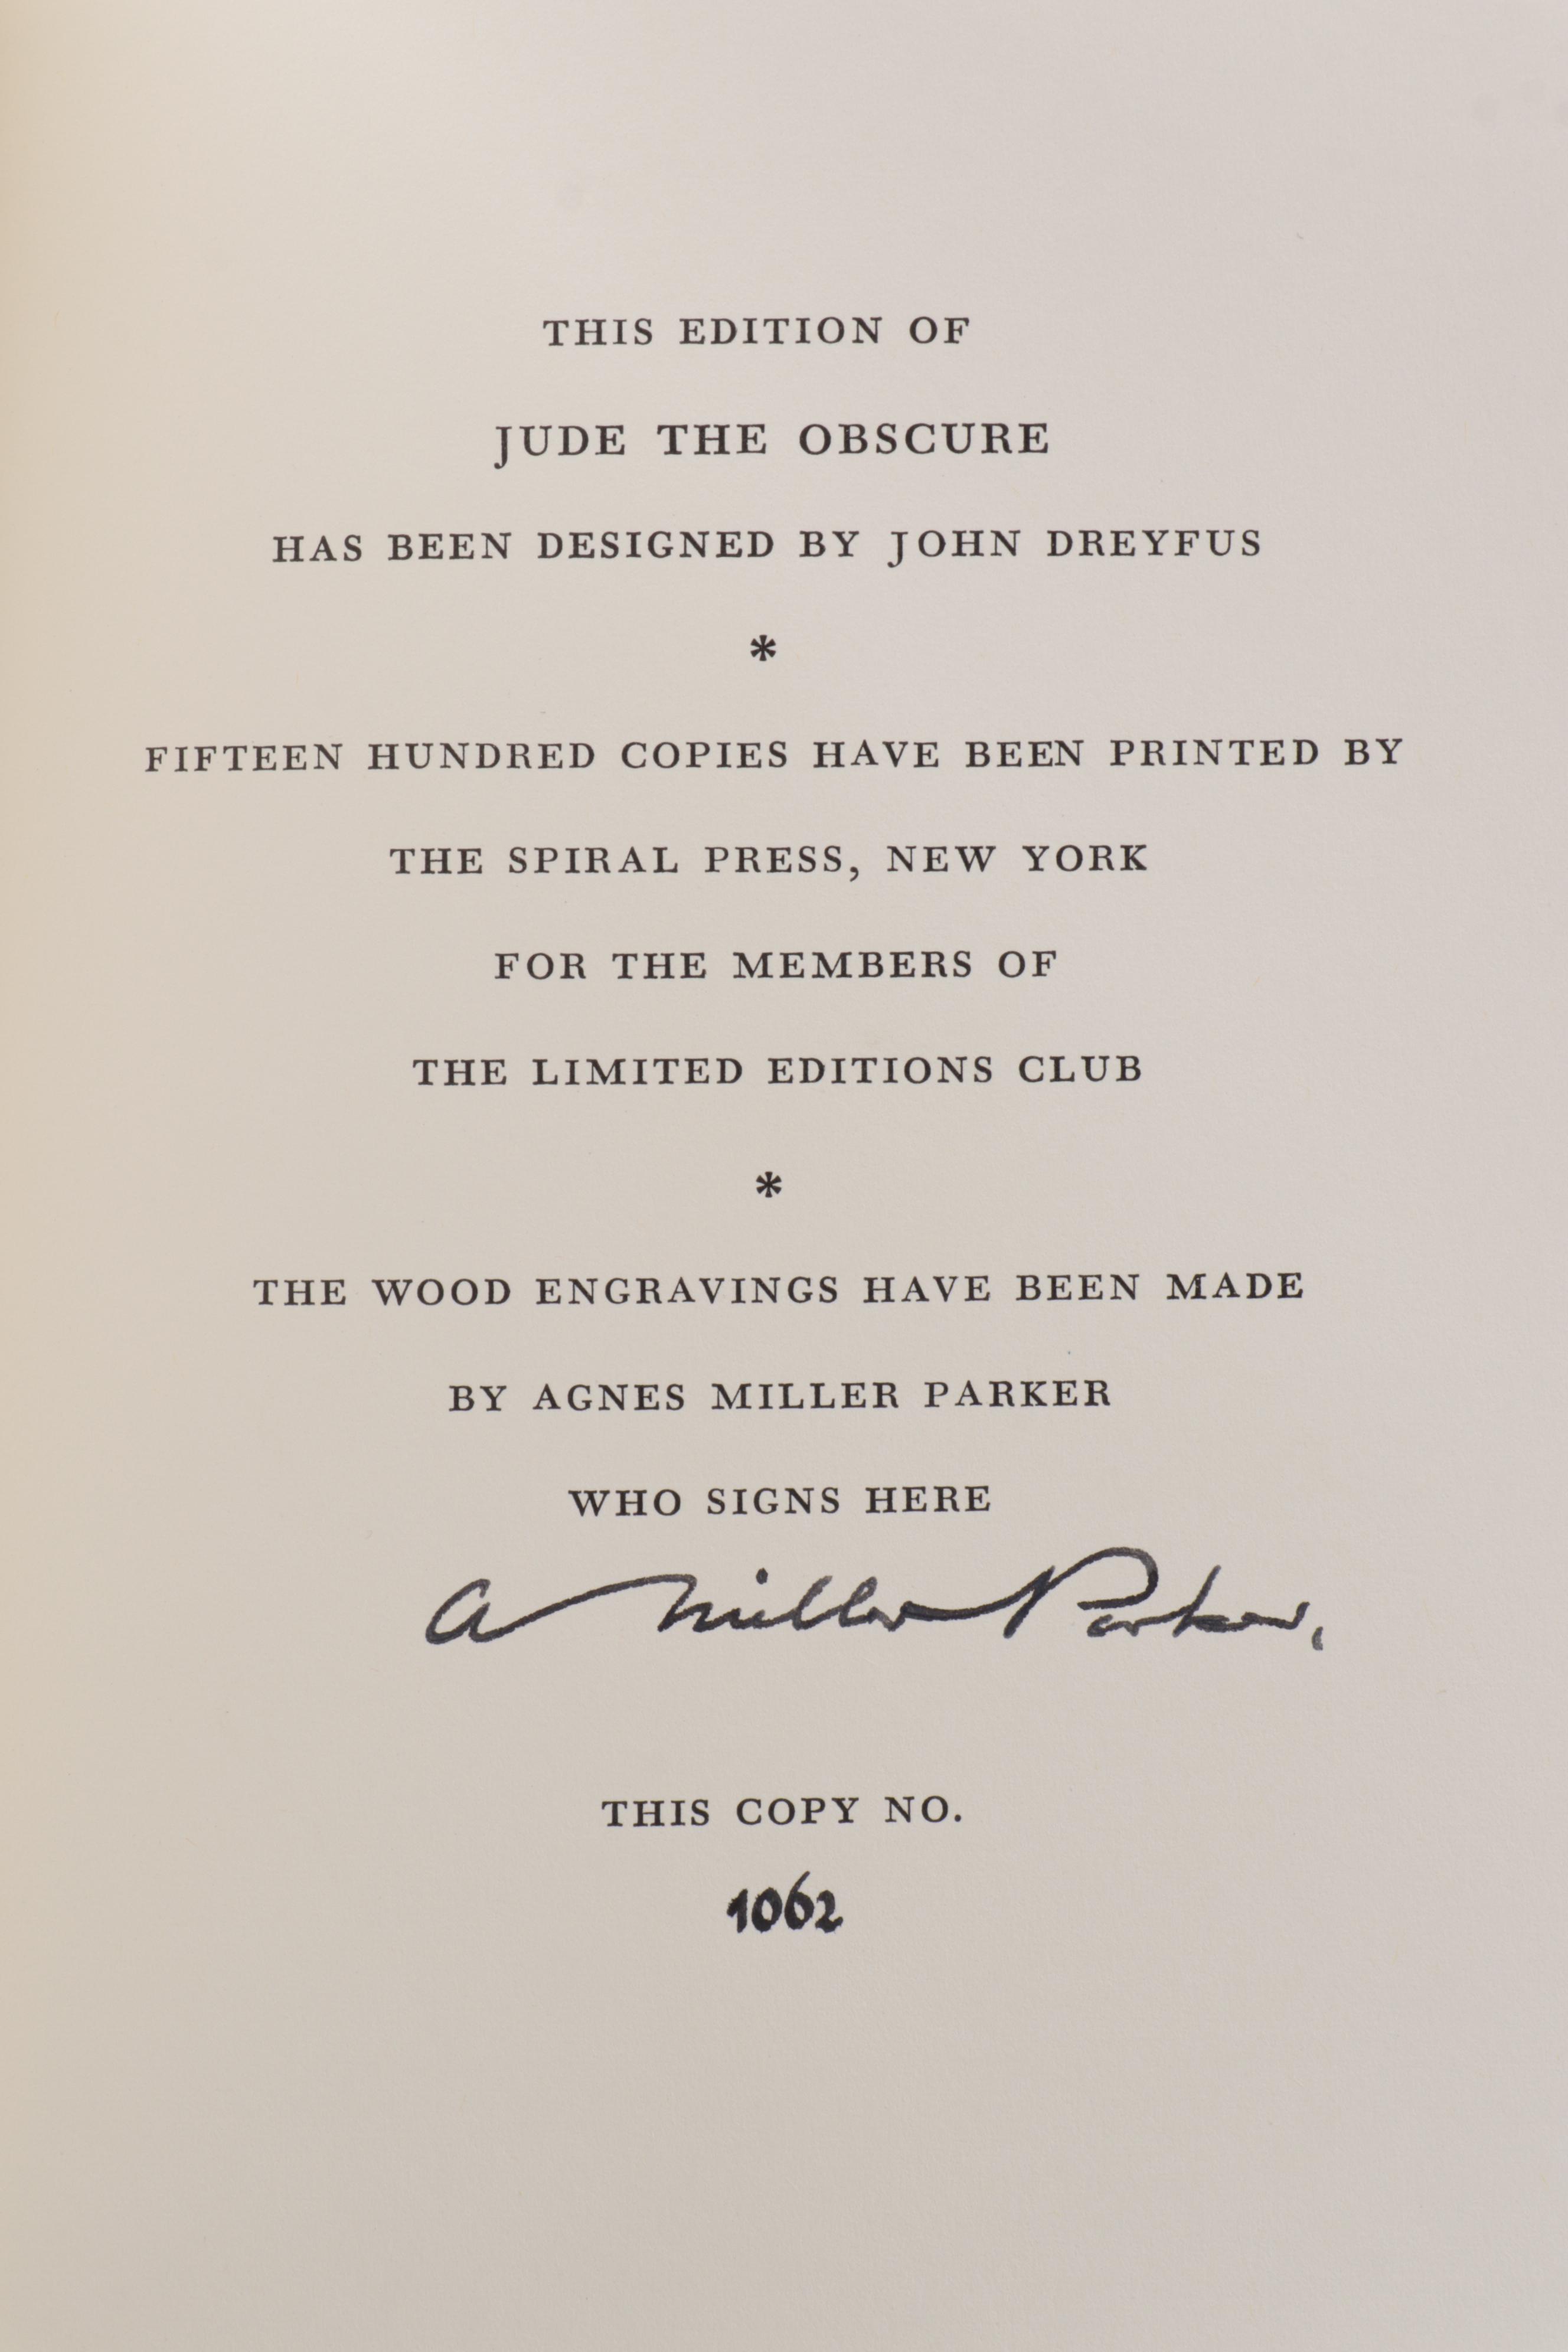 THIS EDITION OF
JUDE THE OBSCURE
HAS BEEN DESIGNED BY JOHN DREYFUS
*
FIFTEEN HUNDRED COPIES HAVE BEEN PRINTED BY
THE SPIRAL PRESS, NEW YORK
FOR THE MEMBERS OF
THE LIMITED EDITIONS CLUB
*
THE WOOD ENGRAVINGS HAVE BEEN MADE
BY AGNES MILLER PARKER
WHO SIGNS HERE
A Miller Parker.
THIS COPY NO.
1062